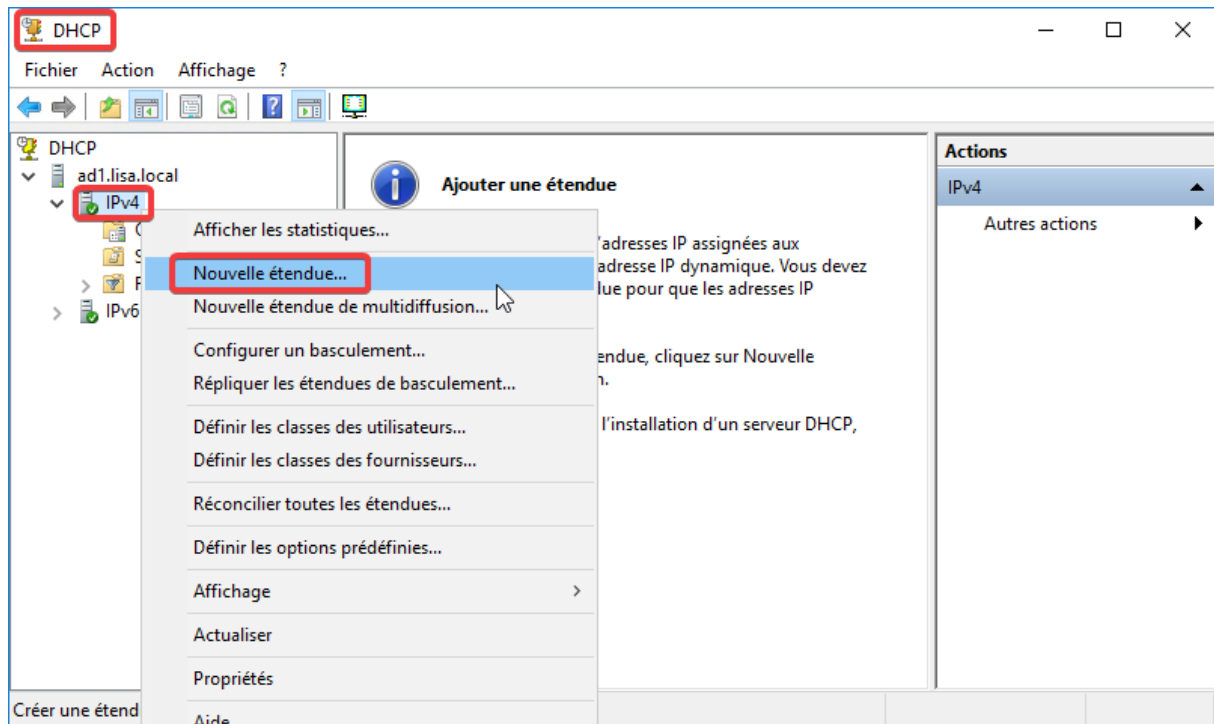 DHCP
Fichier Action Affichage ?
DHCP
ad1.lisa.local
IPv4
IPv6
Afficher les statistiques...
Nouvelle étendue...
Nouvelle étendue de multidiffusion...
Configurer un basculement...
Répliquer les étendues de basculement...
Définir les classes des utilisateurs...
Définir les classes des fournisseurs...
Réconcilier toutes les étendues...
Définir les options prédéfinies...
Affichage
Actualiser
Propriétés
Aide
Ajouter une étendue
'adresses IP assignées aux
adresse IP dynamique. Vous devez
pour que les adresses IP
cliquez sur Nouvelle
l'installation d'un serveur DHCP,
Actions
IPv4
Autres actions
Créer une étend